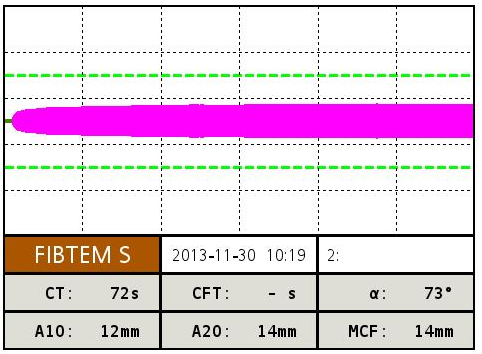 FIBTEM S 2013-11-30 10:19 2:
CT: 72s CFT: - s α: 73°
A10: 12mm A20: 14mm MCF: 14mm